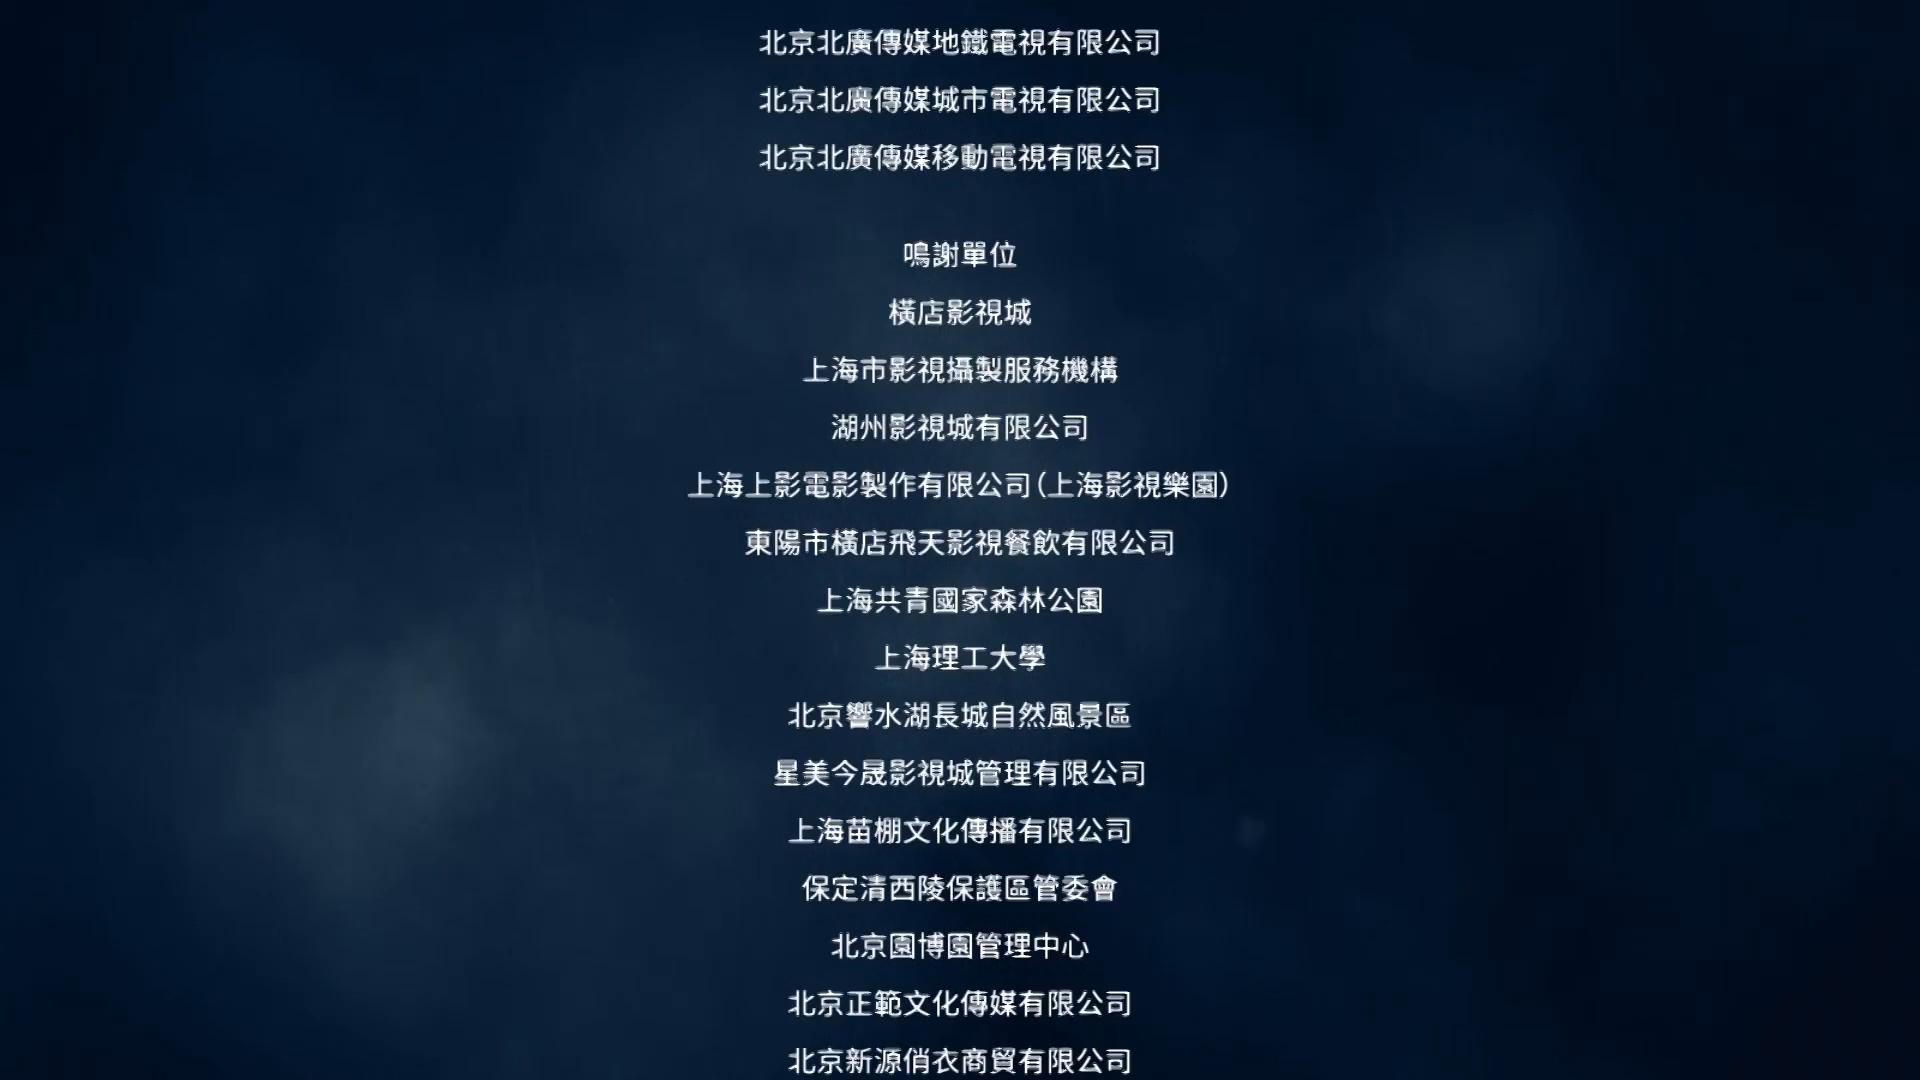 北京北廣傳媒地鐵電視有限公司
北京北廣傳媒城市電視有限公司
北京北廣傳媒移動電視有限公司
鳴謝單位
橫店影視城
上海市影視攝製服務機構
湖州影視城有限公司
上海上影電影製作有限公司(上海影視樂園)
東陽市橫店飛天影視餐飲有限公司
上海共青國家森林公園
上海理工大學
北京響水湖長城自然風景區
星美今晟影視城管理有限公司
上海苗棚文化傳播有限公司
保定清西陵保護區管委會
北京園博園管理中心
北京正範文化傳媒有限公司
北京新源俏衣商貿有限公司